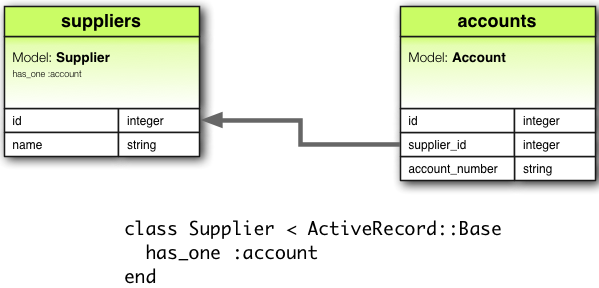 suppliers
Model: Supplier
has_one :account
id integer
name string
accounts
Model: Account
id integer
supplier_id integer
account_number string
class Supplier < ActiveRecord::Base
  has_one :account
end